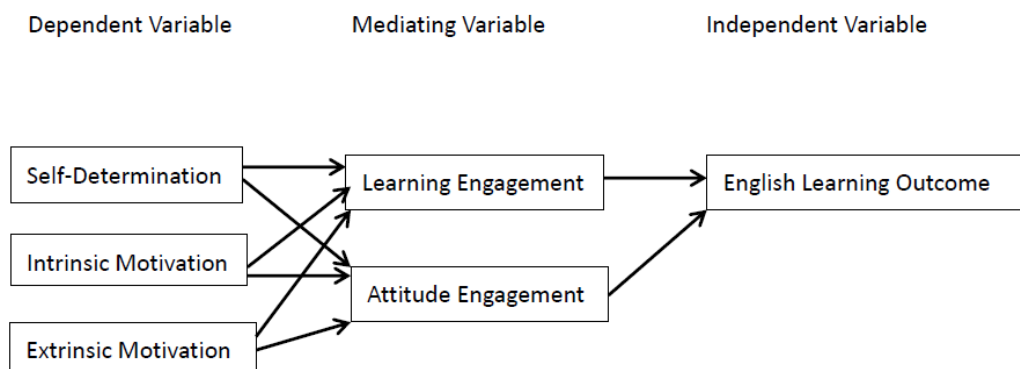 Dependent Variable
Mediating Variable
Independent Variable
Self-Determination
Learning Engagement
English Learning Outcome
Intrinsic Motivation
Attitude Engagement
Extrinsic Motivation